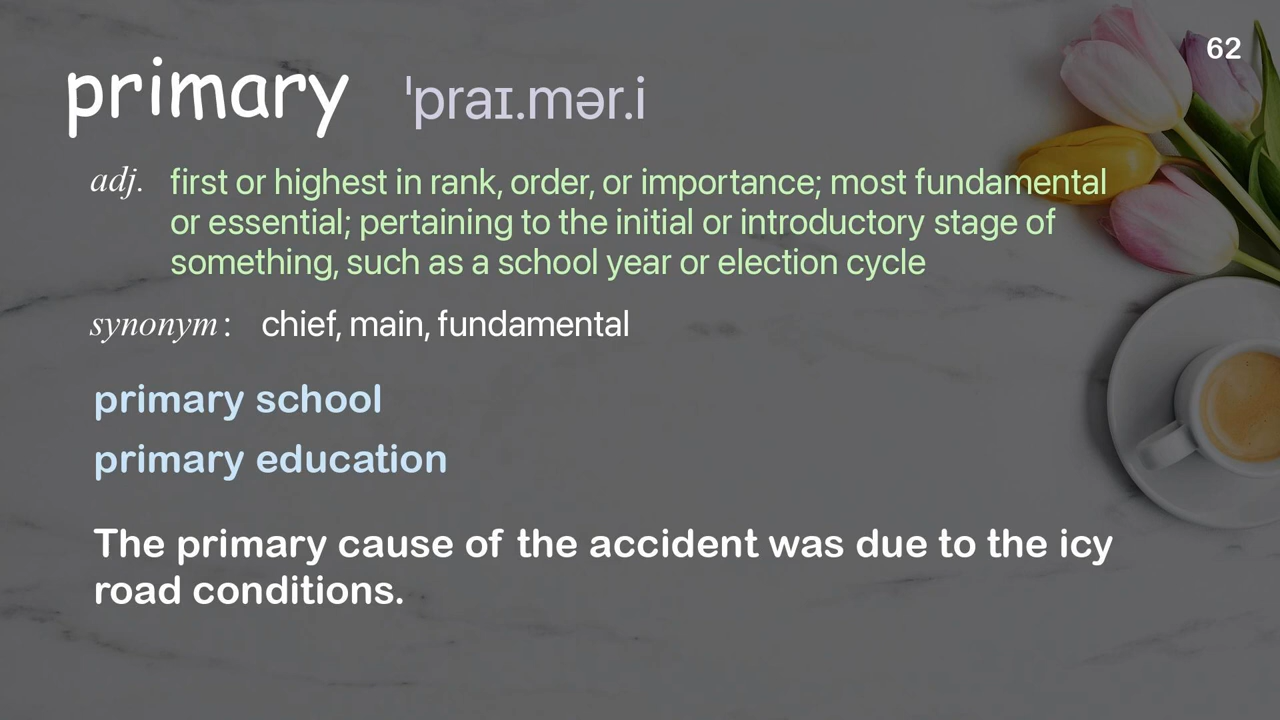 62
primary ˈpraɪ.mər.i
adj. first or highest in rank, order, or importance; most fundamental
or essential; pertaining to the initial or introductory stage of
something, such as a school year or election cycle
synonym: chief, main, fundamental
primary school
primary education
The primary cause of the accident was due to the icy
road conditions.